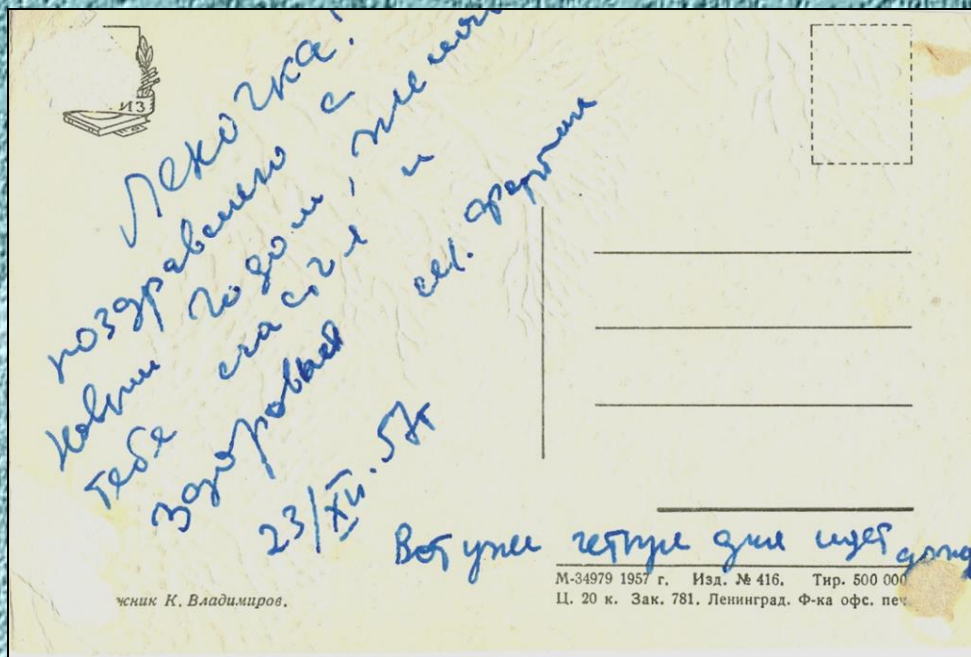 ИЗ
Лекочка!
поздравляю с
Новым годом, желаю
тебе счастья и
здоровья
23/XII.57г
Вот уже четыре дня идет дождь
жник К. Владимиров.
М-34979 1957 г. Изд. № 416. Тир. 500 000
Ц. 20 к. Зак. 781. Ленинград. Ф-ка офс. печ